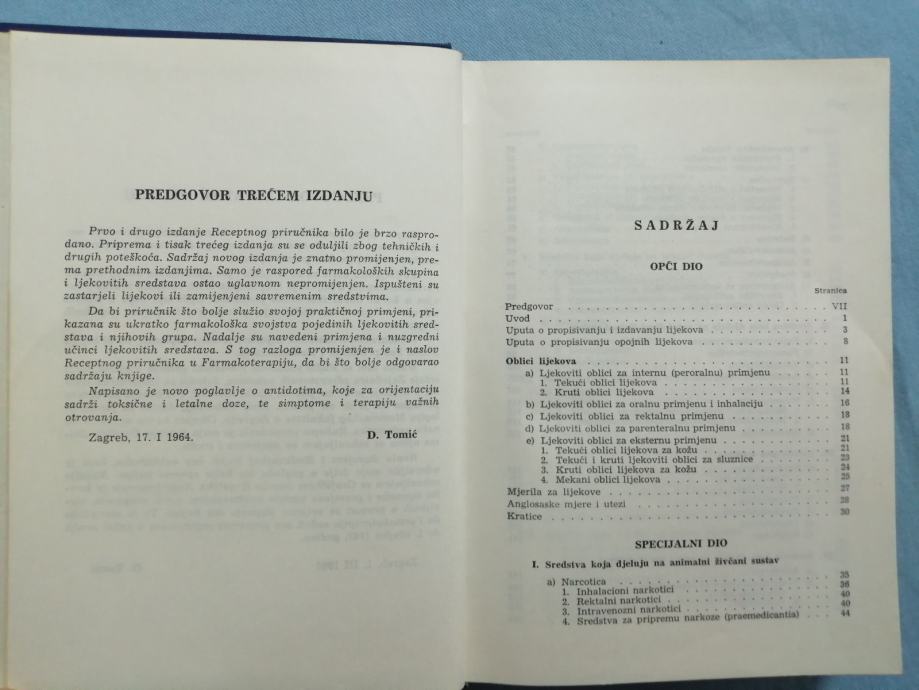 PREDGOVOR TREĆEM IZDANJU
Prvo i drugo izdanje Receptnog priručnika bilo je brzo raspro-
dano. Priprema i tisak trećeg izdanja su se oduljili zbog tehničkih i
drugih poteškoća. Sadržaj novog izdanja je znatno promijenjen, pre-
ma prethodnim izdanjima. Samo je raspored farmakoloških skupina
i ljekovitih sredstava ostao uglavnom nepromijenjen. Ispušteni su
zastarjeli lijekovi ili zamijenjeni savremenim sredstvima.
Da bi priručnik što bolje služio svojoj praktičnoj primjeni, pri-
kazana su ukratko farmakološka svojstva pojedinih ljekovitih sred-
stava i njihovih grupa. Nadalje su navedeni primjena i nuzgredni
učinci ljekovitih sredstava. S tog razloga promijenjen je i naslov
Receptnog priručnika u Farmakoterapiju, da bi što bolje odgovarao
sadržaju knjige.
Napisano je novo poglavlje o antidotima, koje za orijentaciju
sadrži toksične i letalne doze, te simptome i terapiju važnih
otrovanja.
Zagreb, 17. I 1964. D. Tomić
SADRŽAJ
OPĆI DIO
Stranica
Predgovor . . . . . . . . . . VII
Uvod . . . . . . . . . . 1
Uputa o propisivanju i izdavanju lijekova . . . . . . . . . . 3
Uputa o propisivanju opojnih lijekova . . . . . . . . . . 8
Oblici lijekova . . . . . . . . . . 11
a) Ljekoviti oblici za internu (peroralnu) primjenu . . . . . . . . . . 11
1. Tekući oblici lijekova . . . . . . . . . . 11
2. Kruti oblici lijekova . . . . . . . . . . 14
b) Ljekoviti oblici za oralnu primjenu i inhalaciju . . . . . . . . . . 16
c) Ljekoviti oblici za rektalnu primjenu . . . . . . . . . . 18
d) Ljekoviti oblici za parenteralnu primjenu . . . . . . . . . . 18
e) Ljekoviti oblici za eksternu primjenu . . . . . . . . . . 21
1. Tekući oblici lijekova za kožu . . . . . . . . . . 21
2. Tekući i kruti ljekoviti oblici za sluznice . . . . . . . . . . 23
3. Kruti oblici lijekova za kožu . . . . . . . . . . 24
4. Mekani oblici lijekova . . . . . . . . . . 25
Mjerila za lijekove . . . . . . . . . . 27
Anglosaske mjere i utezi . . . . . . . . . . 28
Kratice . . . . . . . . . . 30
SPECIJALNI DIO
I. Sredstva koja djeluju na animalni živčani sustav
a) Narcotica . . . . . . . . . . 35
1. Inhalacioni narkotici . . . . . . . . . . 36
2. Rektalni narkotici . . . . . . . . . . 40
3. Intravenozni narkotici . . . . . . . . . . 40
4. Sredstva za pripremu narkoze (praemedicantia) . . . 44